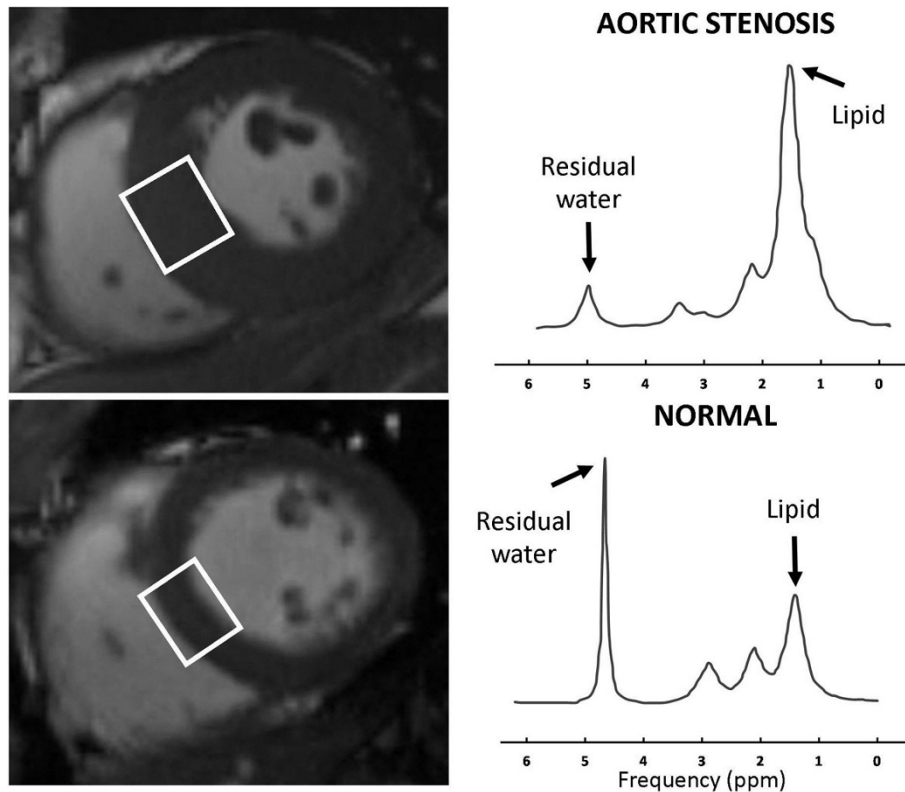 AORTIC STENOSIS
Lipid
Residual
water
6 5 4 3 2 1 0
NORMAL
Residual
water
Lipid
6 5 4 3 2 1 0
Frequency (ppm)